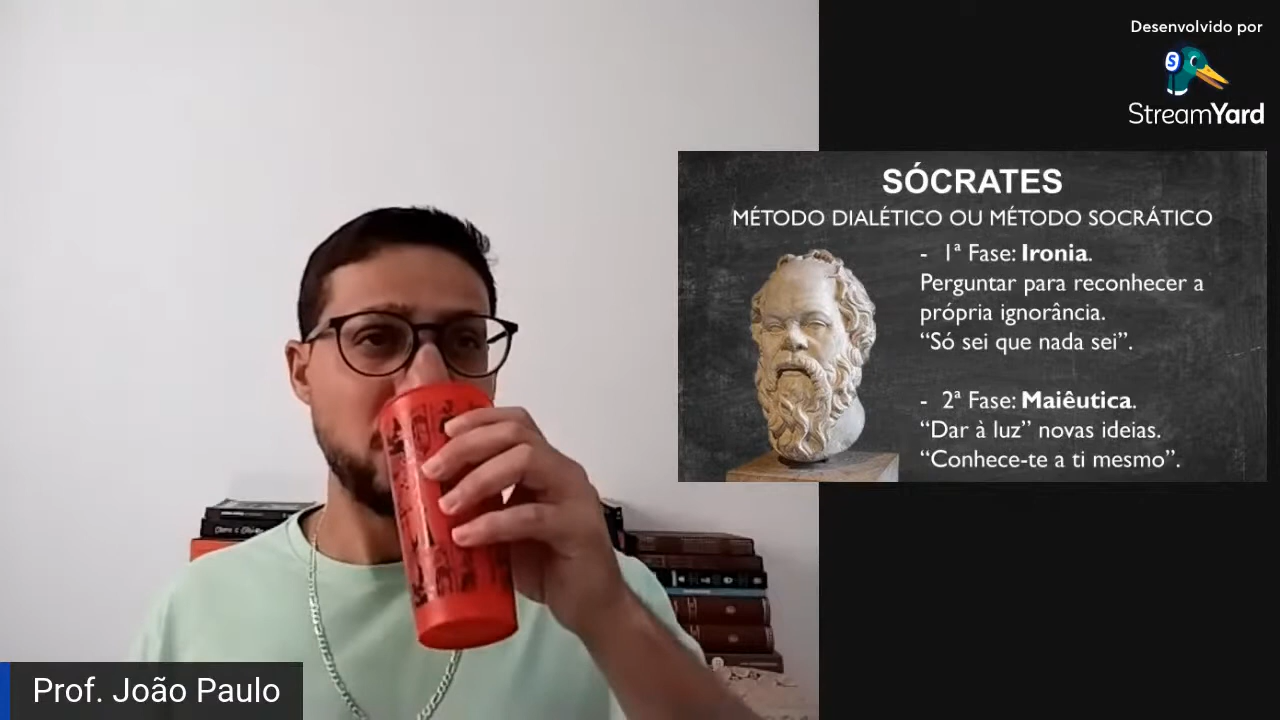 Desenvolvido por
StreamYard
SÓCRATES
MÉTODO DIALÉTICO OU MÉTODO SOCRÁTICO
- 1ª Fase: Ironia.
Perguntar para reconhecer a
própria ignorância.
“Só sei que nada sei”.
- 2ª Fase: Maiêutica.
“Dar à luz” novas ideias.
“Conhece-te a ti mesmo”.
Prof. João Paulo